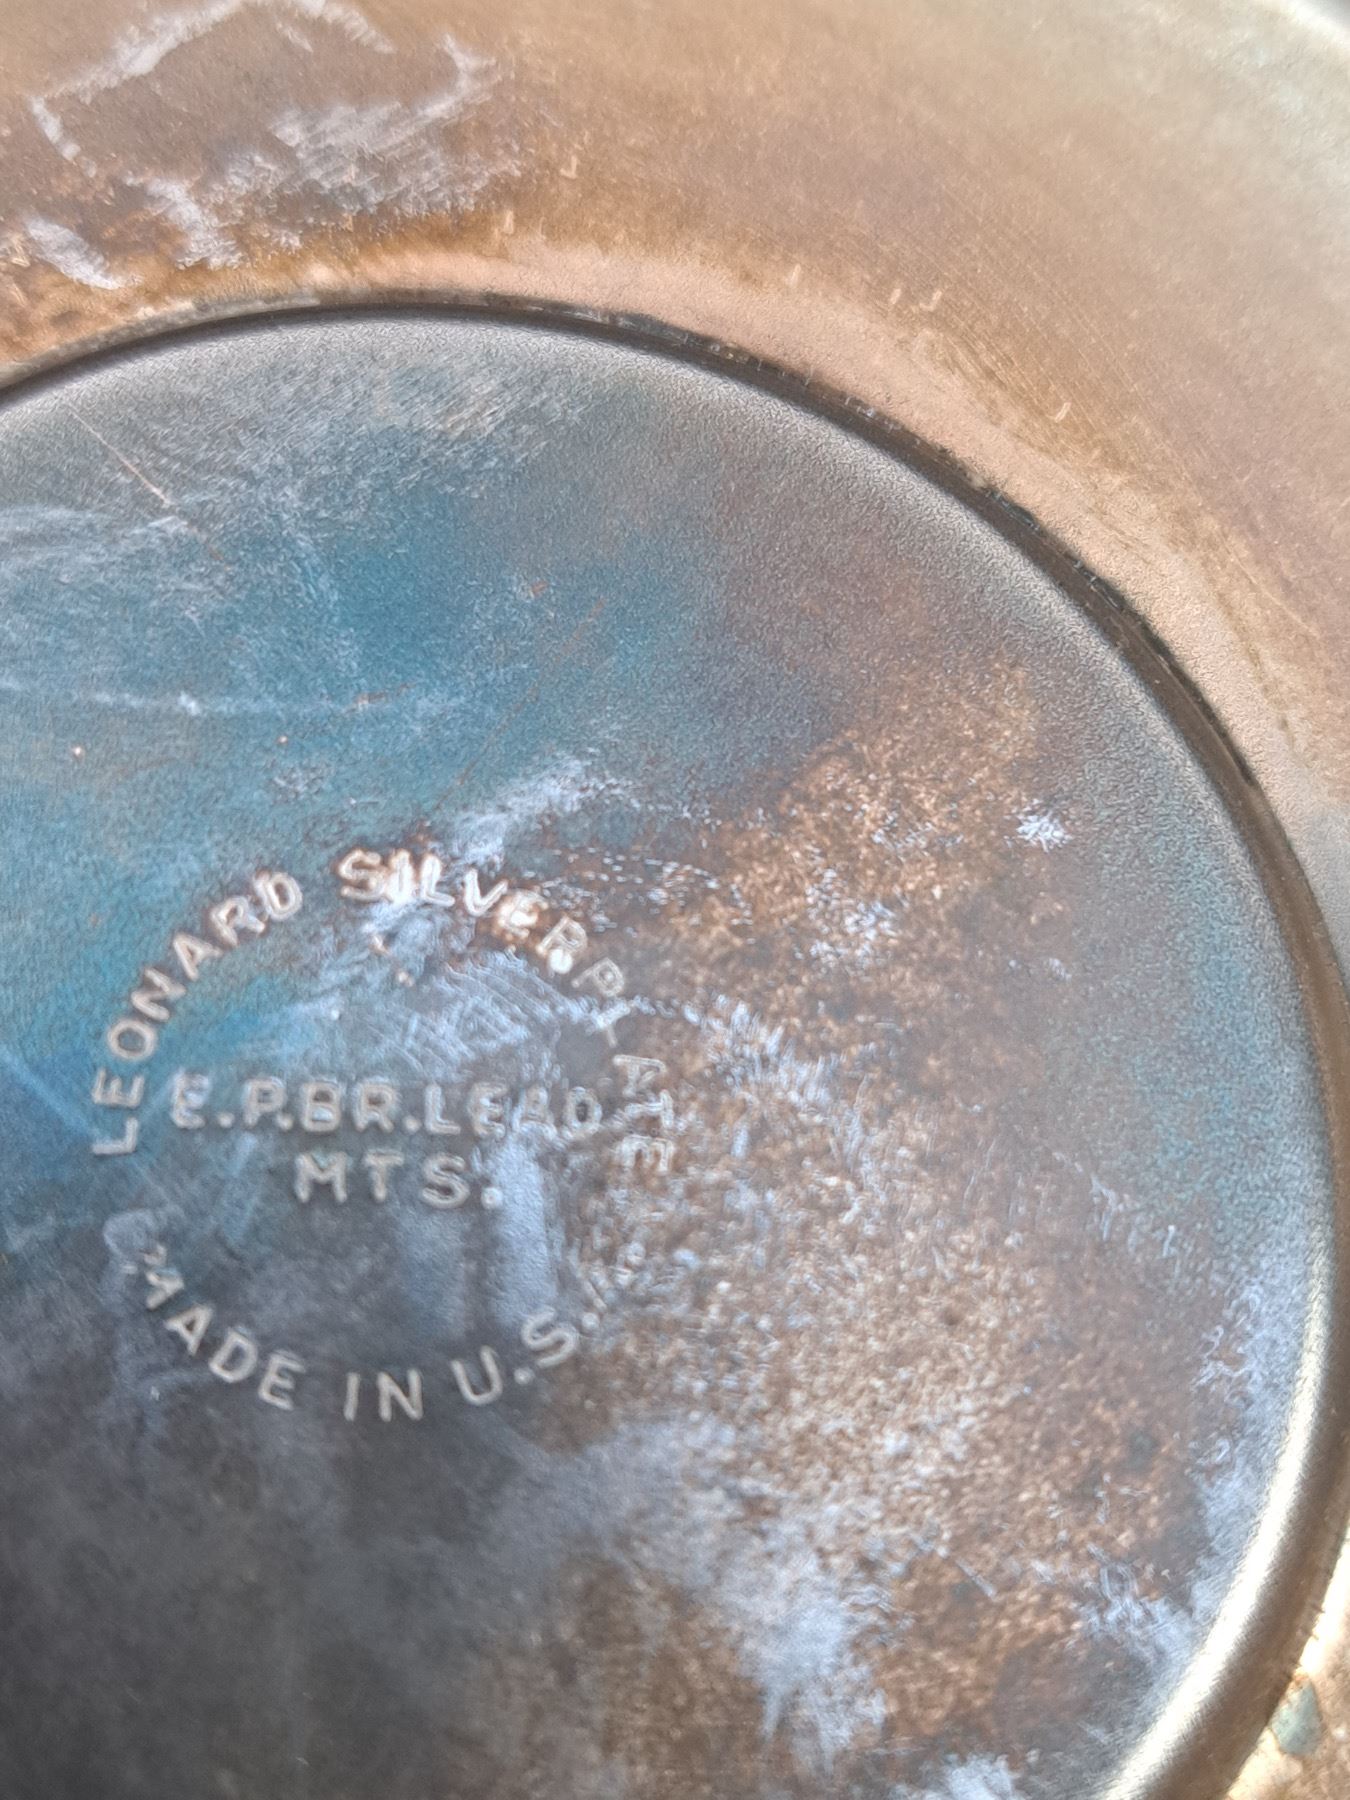 LEONARD SILVERPLATE
E.P.BR.LEAD
MTS.
MADE IN U.S.